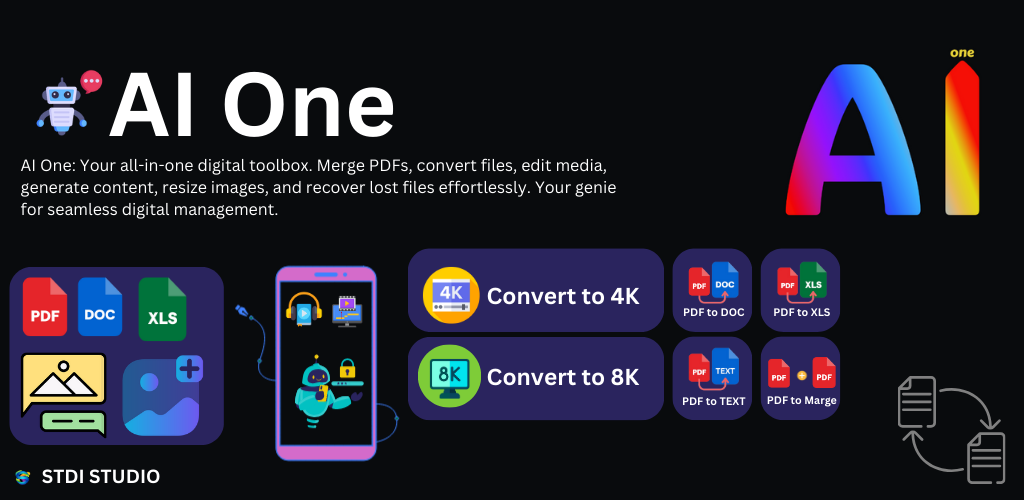 AI One
one
AI
AI One: Your all-in-one digital toolbox. Merge PDFs, convert files, edit media,
generate content, resize images, and recover lost files effortlessly. Your genie
for seamless digital management.
PDF
DOC
XLS
4K
Convert to 4K
PDF
DOC
PDF to DOC
PDF
XLS
PDF to XLS
8K
Convert to 8K
PDF
TEXT
PDF to TEXT
PDF
PDF
PDF to Marge
STDI STUDIO